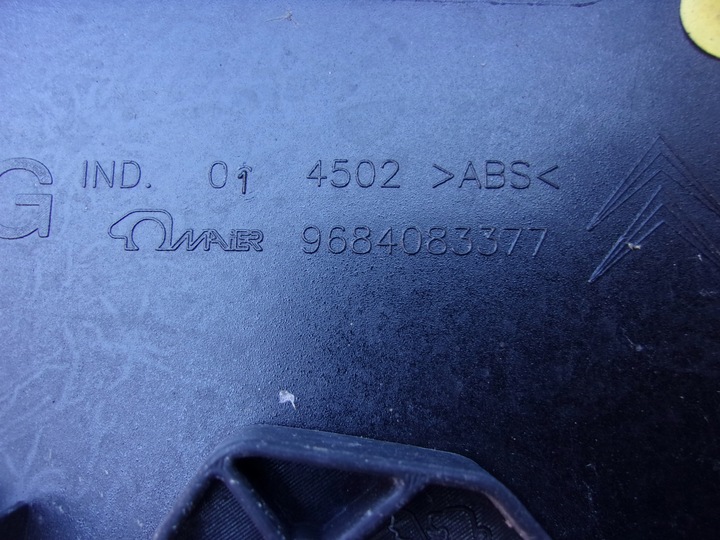 G IND. 01 4502 >ABS<
MAIER 9684083377